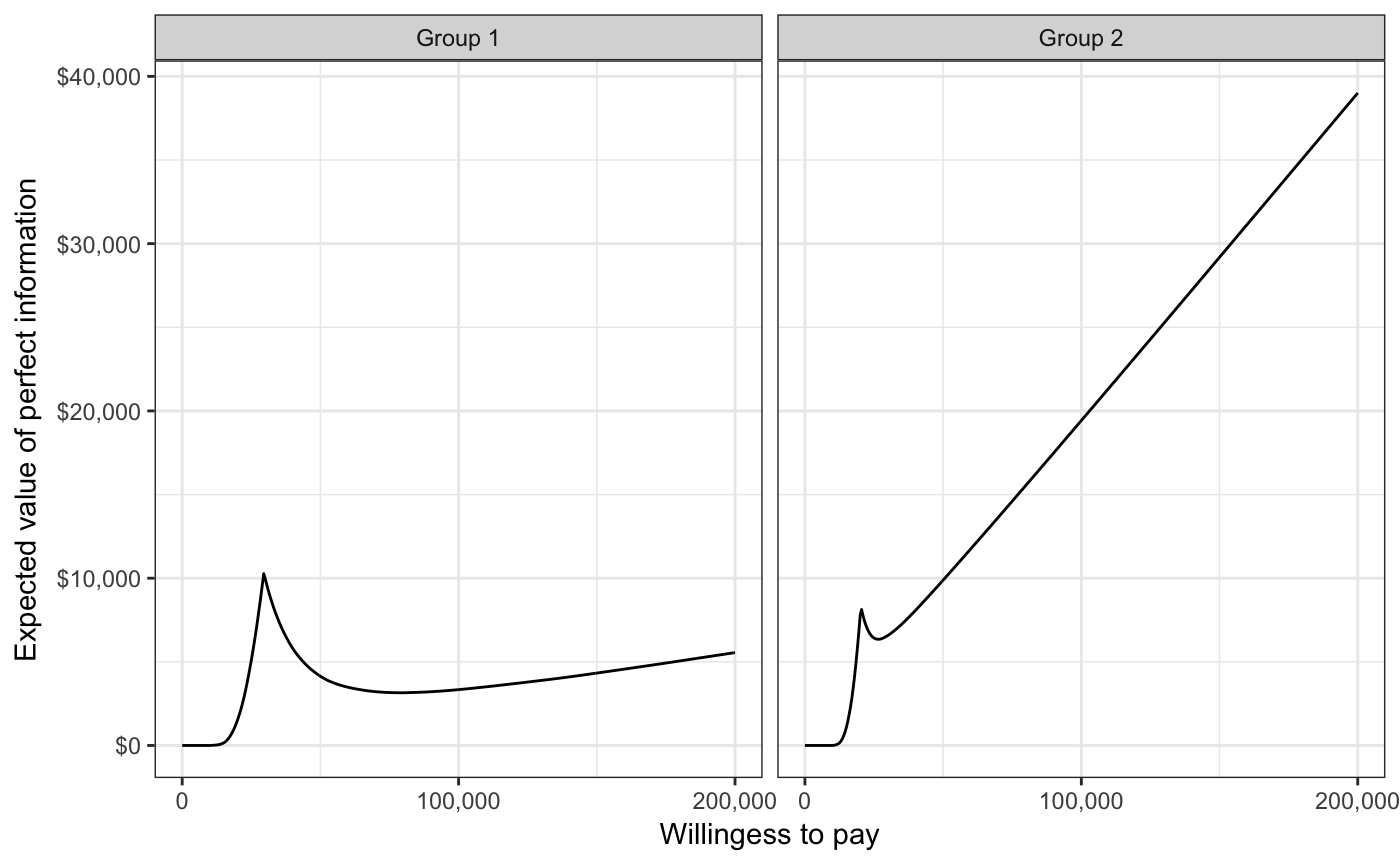 Group 1
Group 2
Expected value of perfect information
$40,000
$30,000
$20,000
$10,000
$0
0 100,000 200,000 0 100,000 200,000
Willingess to pay